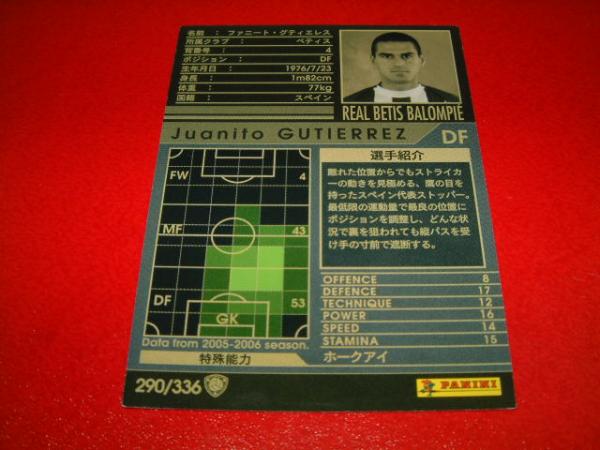 名前 : ファニート・グティエレス
所属クラブ : ベティス
背番号 : 4
ポジション : DF
生年月日 : 1976/7/23
身長 : 1m82cm
体重 : 77kg
国籍 : スペイン
REAL BETIS BALOMPIÉ
Juanito GUTIERREZ DF
FW 4
MF 43
DF 53
GK
Data from 2005-2006 season.
選手紹介
離れた位置からでもストライカ
ーの動きを見極める、鷹の目を
持ったスペイン代表ストッパー。
最低限の運動量で最良の位置に
ポジションを調整し、どんな状
況で裏を狙われても縦パスを受
け手の寸前で遮断する。
OFFENCE 8
DEFENCE 17
TECHNIQUE 12
POWER 16
SPEED 14
STAMINA 15
特殊能力 ホークアイ
290/336
PANINI